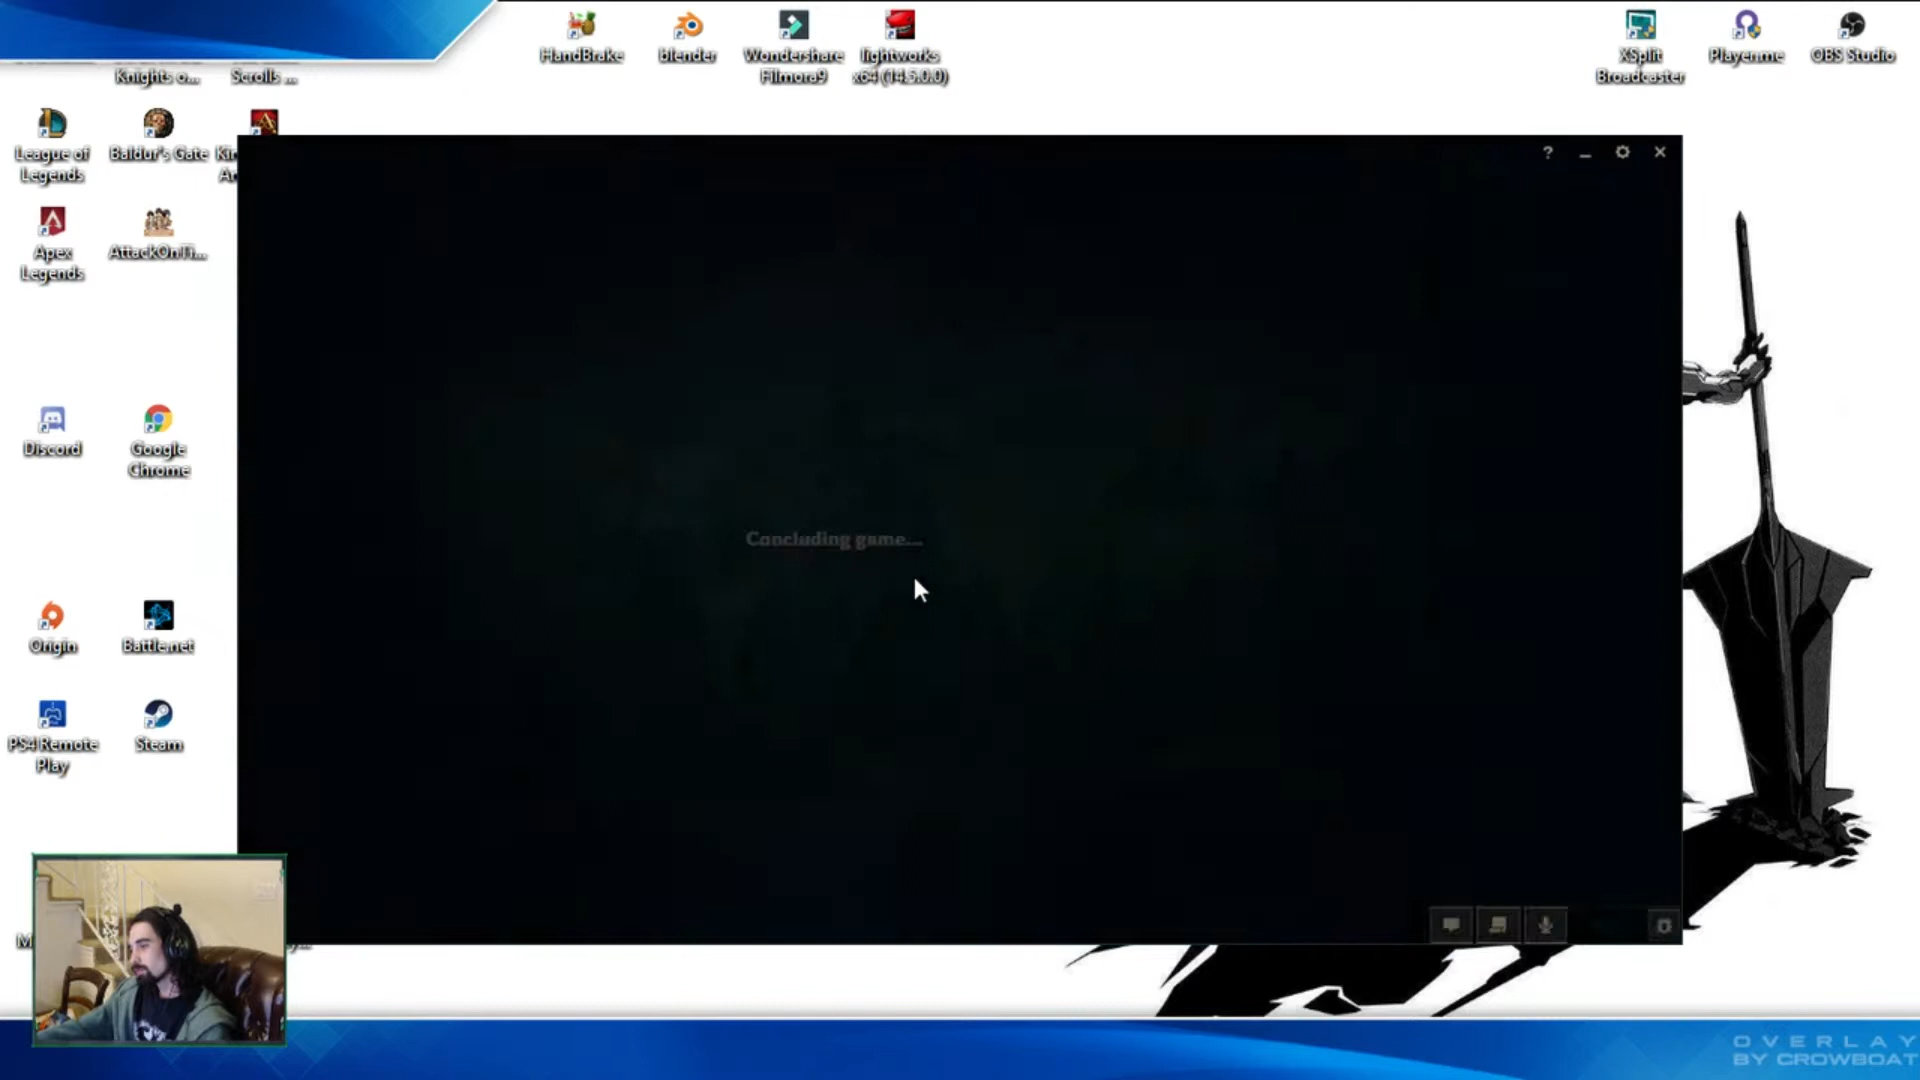 HandBrake
blender
Wondershare
Filmora9
lightworks
x64 (14.5.0.0)
XSplit
Broadcaster
Player.me
OBS Studio
Knights o...
Scrolls ...
League of
Legends
Baldur's Gate
Apex
Legends
AttackOnTi...
Discord
Google
Chrome
Concluding game...
Origin
Battle.net
PS4 Remote
Play
Steam
OVERLAY
BY CROWBOAT